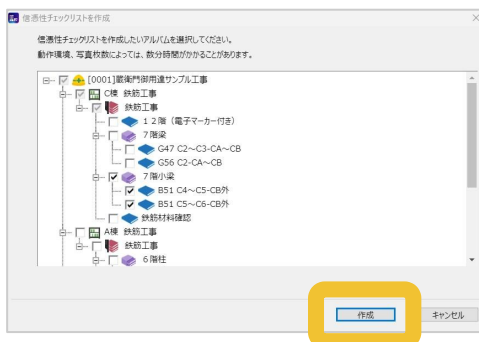 信憑性チェックリストを作成
信憑性チェックリストを作成したいアルバムを選択してください。
動作環境、写真枚数によっては、数分時間がかかることがあります。
[0001]蔵衛門御用達サンプル工事
C棟 鉄筋工事
鉄筋工事
12階（電子マーカー付き）
7階梁
G47 C2～C3-CA～CB
G56 C2-CA～CB
7階小梁
B51 C4～C5-CB外
B51 C5～C6-CB外
鉄筋材料確認
A棟 鉄筋工事
鉄筋工事
6階柱
作成
キャンセル